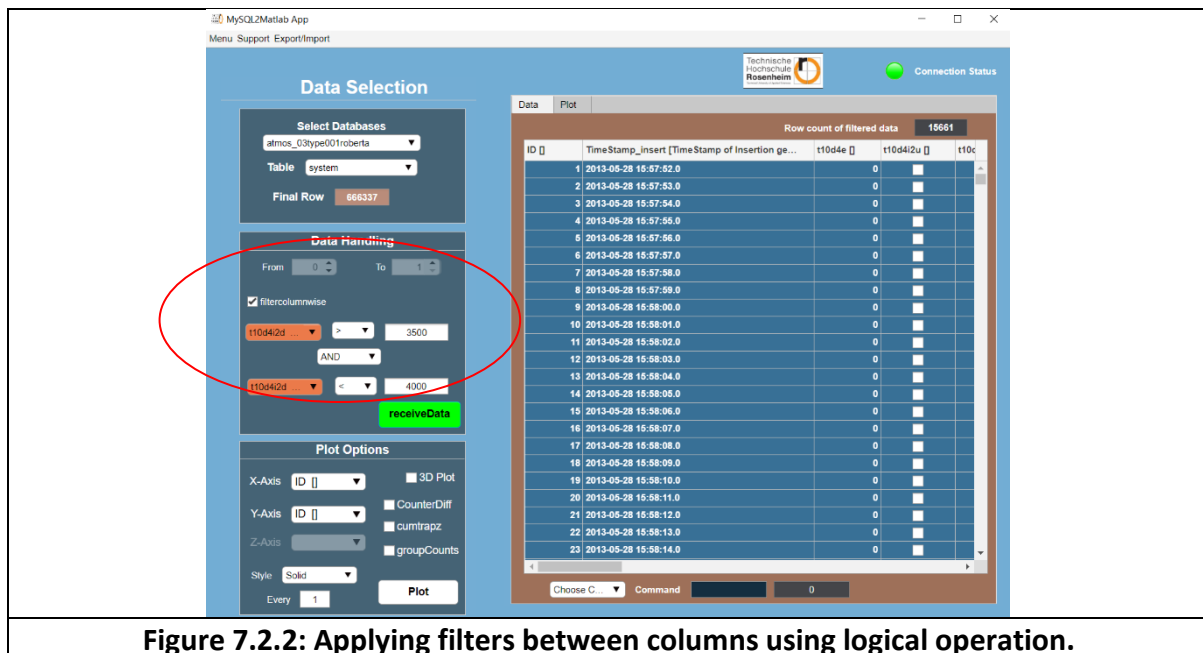 MySQL2Matlab App
Menu Support Export/Import
Technische
Hochschule
Rosenheim
Connection Status
Data Selection
Select Databases
atmos_03type001roberta
Table system
Final Row 666337
Data Handling
From 0 To 1
filtercolumnwise
t10d4i2d ... > 3500
AND
t10d4i2d ... < 4000
receiveData
Plot Options
X-Axis ID [] 3D Plot
CounterDiff
Y-Axis ID []
cumtrapz
Z-Axis
groupCounts
Style Solid
Every 1 Plot
Data Plot
Row count of filtered data 15661
ID [] TimeStamp_insert [TimeStamp of Insertion ge... t10d4e [] t10d4i2u [] t10c
1 2013-05-28 15:57:52.0 0
2 2013-05-28 15:57:53.0 0
3 2013-05-28 15:57:54.0 0
4 2013-05-28 15:57:55.0 0
5 2013-05-28 15:57:56.0 0
6 2013-05-28 15:57:57.0 0
7 2013-05-28 15:57:58.0 0
8 2013-05-28 15:57:59.0 0
9 2013-05-28 15:58:00.0 0
10 2013-05-28 15:58:01.0 0
11 2013-05-28 15:58:02.0 0
12 2013-05-28 15:58:03.0 0
13 2013-05-28 15:58:04.0 0
14 2013-05-28 15:58:05.0 0
15 2013-05-28 15:58:06.0 0
16 2013-05-28 15:58:07.0 0
17 2013-05-28 15:58:08.0 0
18 2013-05-28 15:58:09.0 0
19 2013-05-28 15:58:10.0 0
20 2013-05-28 15:58:11.0 0
21 2013-05-28 15:58:12.0 0
22 2013-05-28 15:58:13.0 0
23 2013-05-28 15:58:14.0 0
Choose C... Command 0
Figure 7.2.2: Applying filters between columns using logical operation.